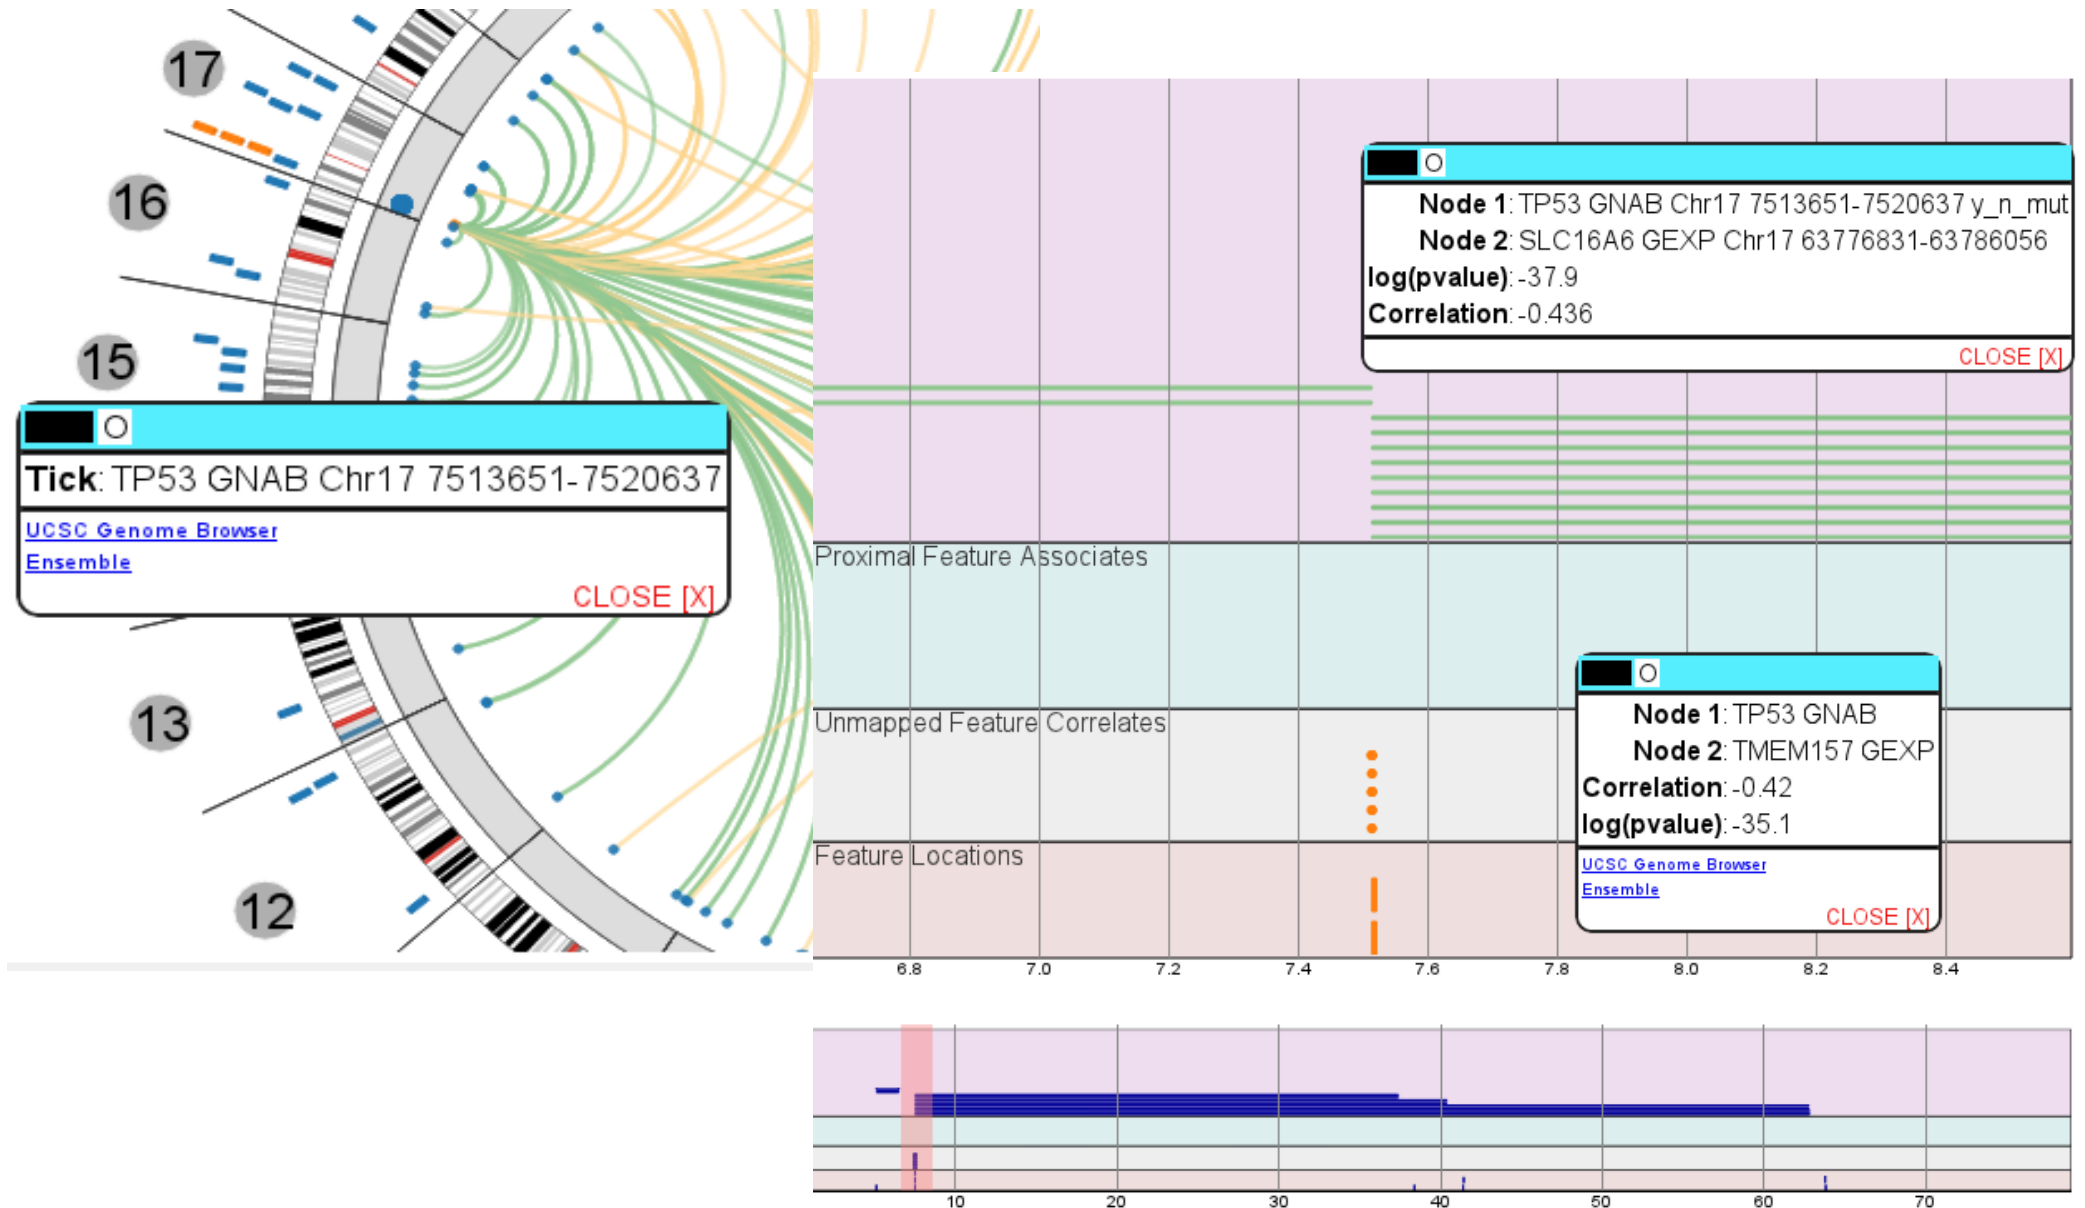 17
16
15
Tick: TP53 GNAB Chr17 7513651-7520637
UCSC Genome Browser
Ensemble
CLOSE [X]
13
12
Node 1: TP53 GNAB Chr17 7513651-7520637 y_n_mut
Node 2: SLC16A6 GEXP Chr17 63776831-63786056
log(pvalue): -37.9
Correlation: -0.436
CLOSE [X]
Proximal Feature Associates
Unmapped Feature Correlates
Node 1: TP53 GNAB
Node 2: TMEM157 GEXP
Correlation: -0.42
log(pvalue): -35.1
UCSC Genome Browser
Ensemble
CLOSE [X]
Feature Locations
6.8 7.0 7.2 7.4 7.6 7.8 8.0 8.2 8.4
10 20 30 40 50 60 70